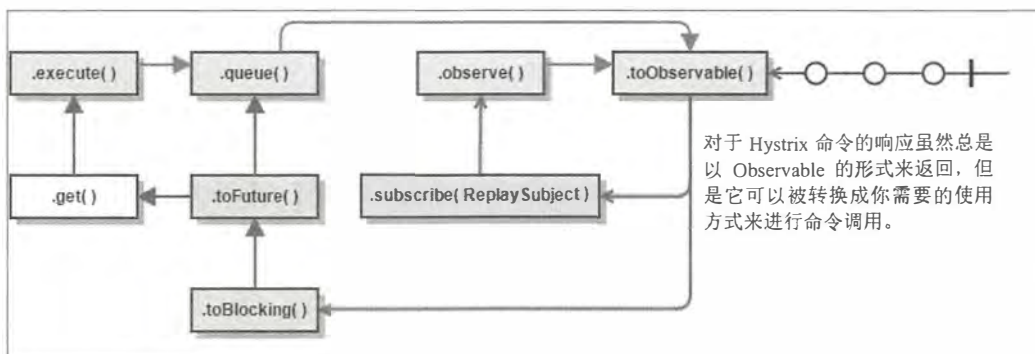 .execute( )
.queue( )
.observe( )
.toObservable( )
对于 Hystrix 命令的响应虽然总是
以 Observable 的形式来返回，但
是它可以被转换成你需要的使用
方式来进行命令调用。
.get( )
.toFuture( )
.subscribe( ReplaySubject )
.toBlocking( )